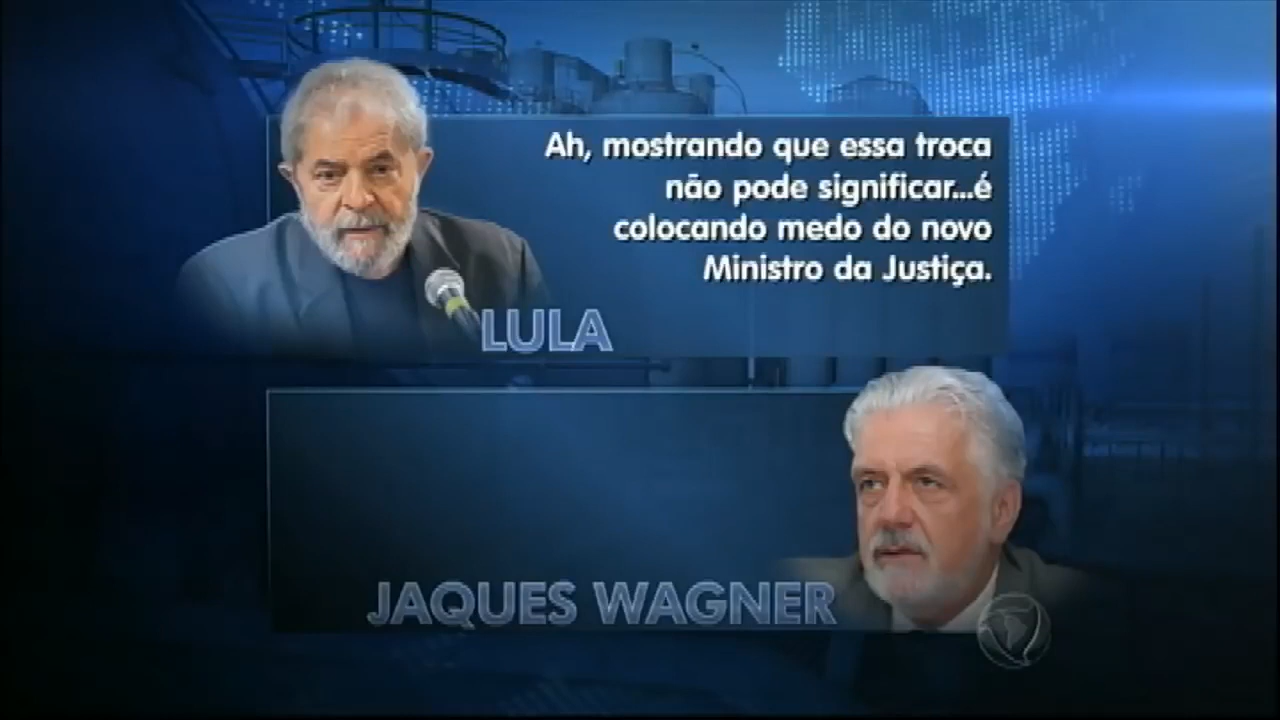 Ah, mostrando que essa troca
não pode significar...é
colocando medo do novo
Ministro da Justiça.
LULA
JAQUES WAGNER